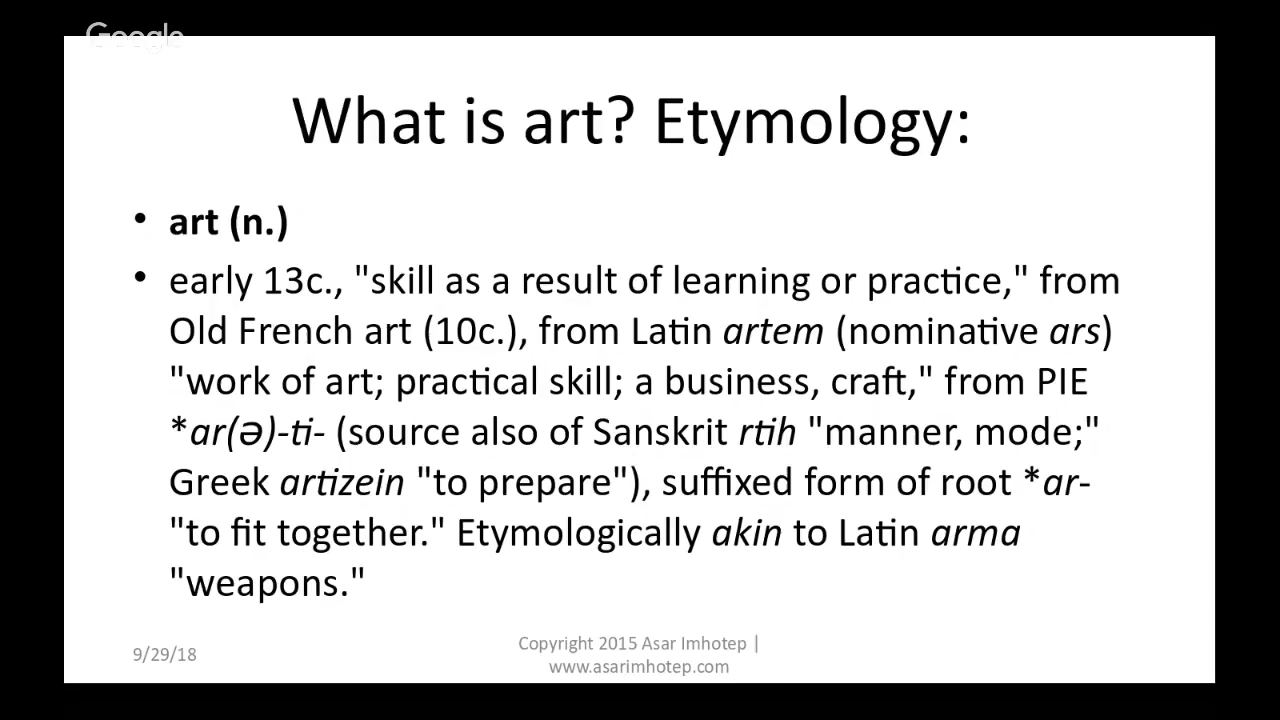 Google
What is art? Etymology:
• art (n.)
• early 13c., "skill as a result of learning or practice," from
Old French art (10c.), from Latin artem (nominative ars)
"work of art; practical skill; a business, craft," from PIE
*ar(ə)-ti- (source also of Sanskrit rtih "manner, mode;"
Greek artizein "to prepare"), suffixed form of root *ar-
"to fit together." Etymologically akin to Latin arma
"weapons."
9/29/18
Copyright 2015 Asar Imhotep |
www.asarimhotep.com